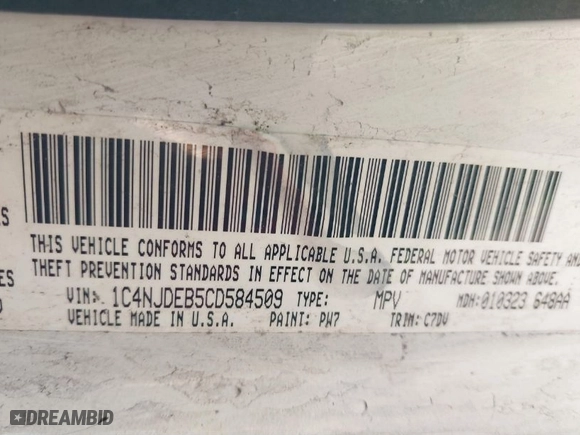 THIS VEHICLE CONFORMS TO ALL APPLICABLE U.S.A. FEDERAL MOTOR VEHICLE SAFETY AND
THEFT PREVENTION STANDARDS IN EFFECT ON THE DATE OF MANUFACTURE SHOWN ABOVE.
VIN: 1C4NJDEB5CD584509 TYPE: MPV MDH: 010323 648AA
VEHICLE MADE IN U.S.A. PAINT: PW7 TRIM: C7DV
DREAMBID